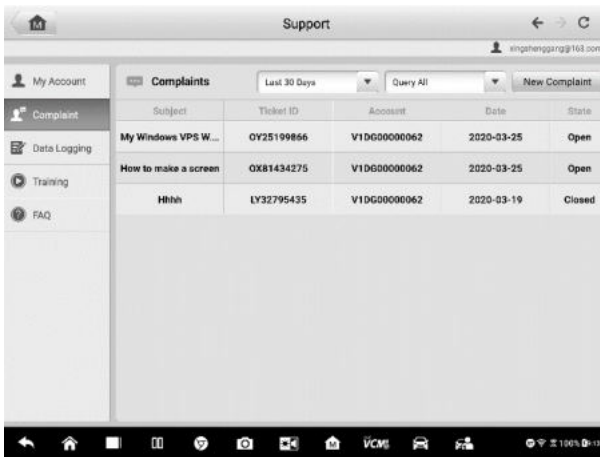 Support
xingshenggang@163.com
My Account
Complaints
Last 30 Days
Query All
New Complaint
Complaint
Subject
Ticket ID
Account
Date
State
Data Logging
My Windows VPS W...
OY25199866
V1DG00000062
2020-03-25
Open
Training
How to make a screen
OX81434275
V1DG00000062
2020-03-25
Open
FAQ
Hhhh
LY32795435
V1DG00000062
2020-03-19
Closed
VCMI
100%